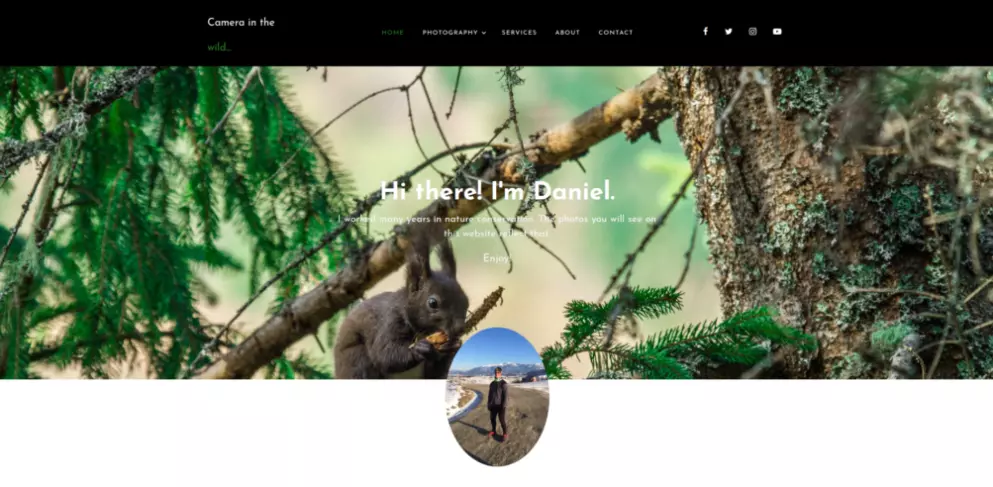 Camera in the
wild...
HOME PHOTOGRAPHY SERVICES ABOUT CONTACT
Hi there! I'm Daniel.
I worked many years in nature conservation. The photos you will see on
this website reflect that.
Enjoy!